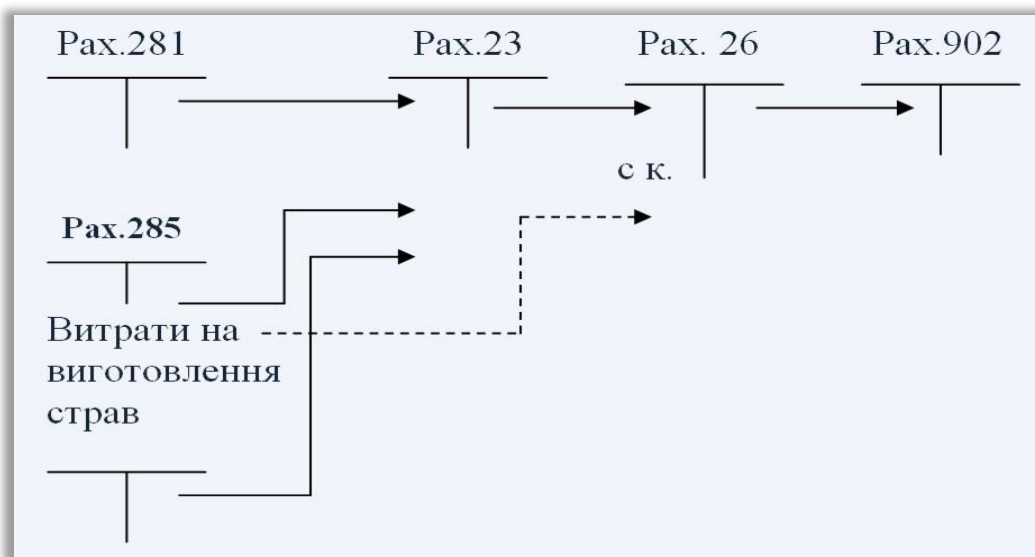 Рах.281
Рах.23
Рах. 26
Рах.902
с к.
Рах.285
Витрати на
виготовлення
страв